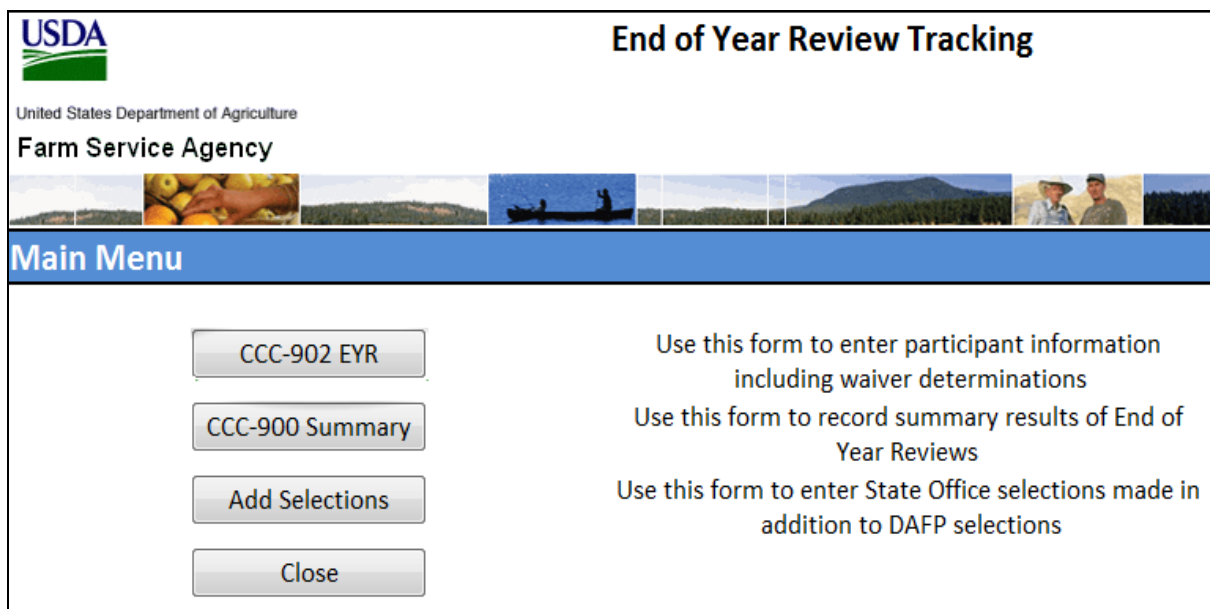 USDA
End of Year Review Tracking
United States Department of Agriculture
Farm Service Agency
Main Menu
CCC-902 EYR
Use this form to enter participant information
including waiver determinations
CCC-900 Summary
Use this form to record summary results of End of
Year Reviews
Add Selections
Use this form to enter State Office selections made in
addition to DAFP selections
Close